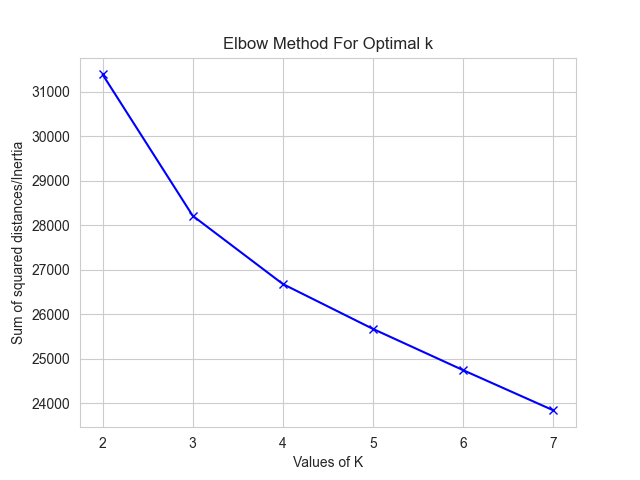 Elbow Method For Optimal k
Sum of squared distances/Inertia
31000
30000
29000
28000
27000
26000
25000
24000
2 3 4 5 6 7
Values of K